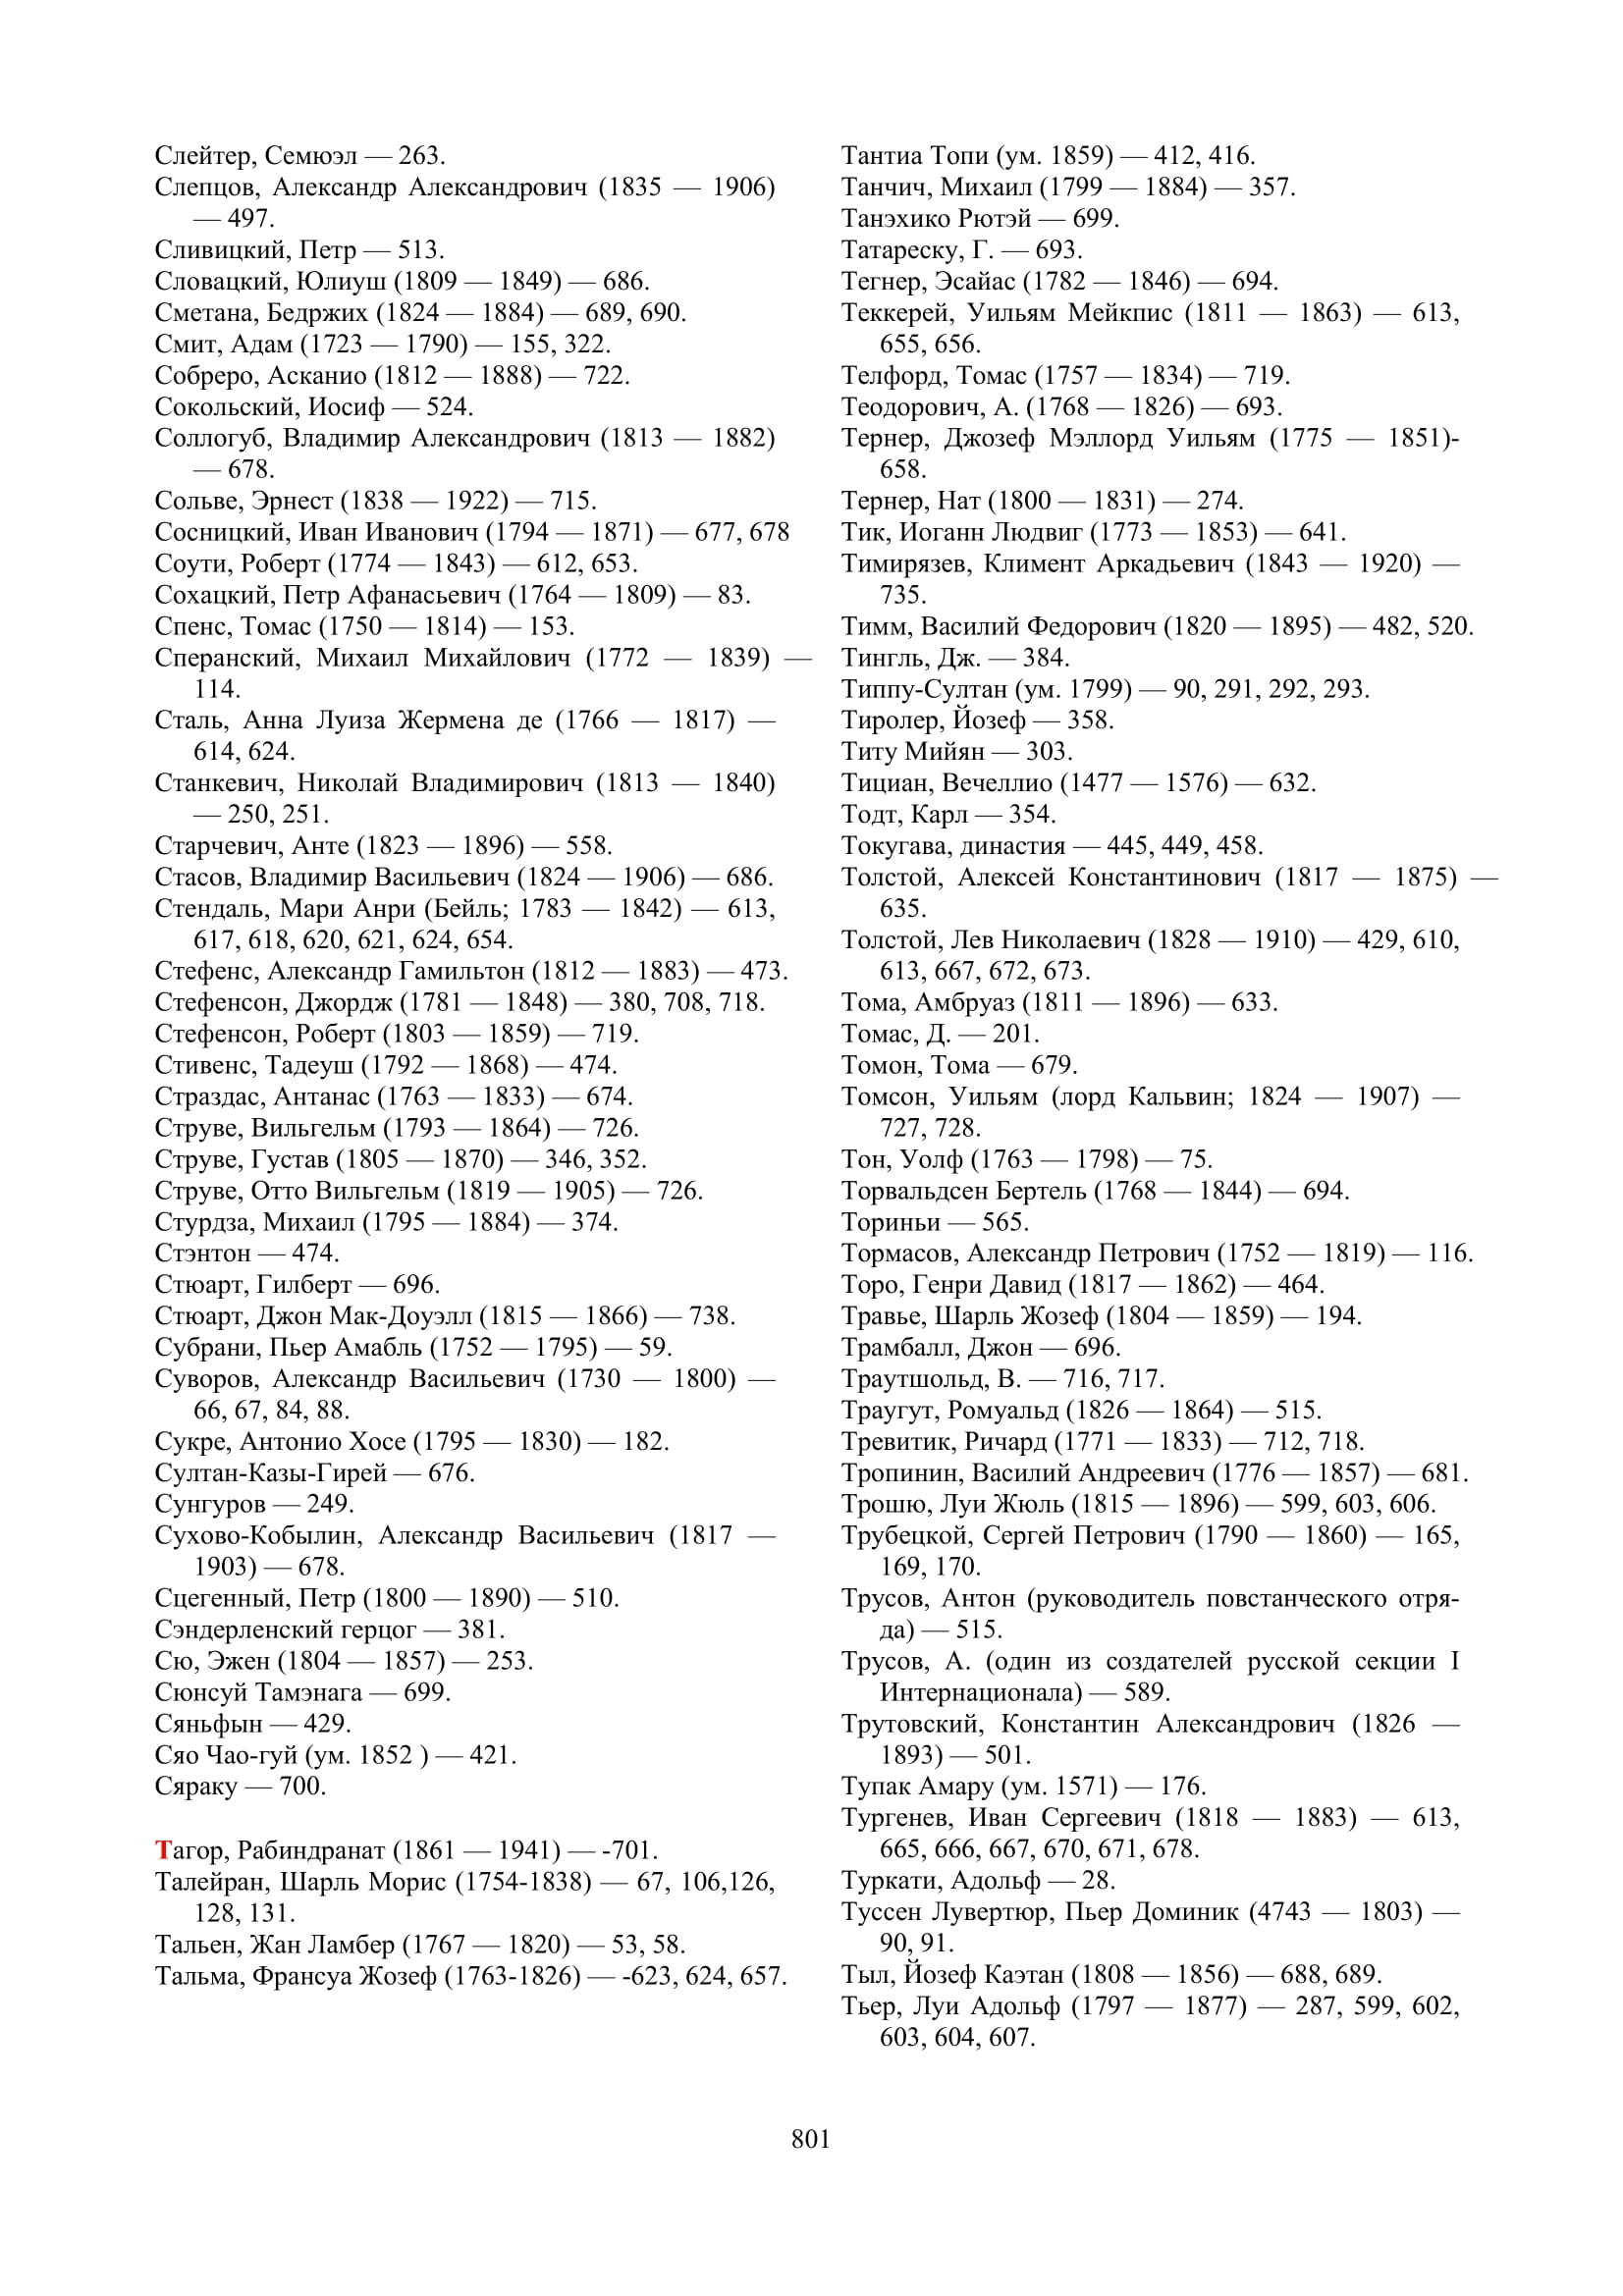 Слейтер, Семюэл — 263.
Слепцов, Александр Александрович (1835 — 1906)
— 497.
Сливицкий, Петр — 513.
Словацкий, Юлиуш (1809 — 1849) — 686.
Сметана, Бедржих (1824 — 1884) — 689, 690.
Смит, Адам (1723 — 1790) — 155, 322.
Собреро, Асканио (1812 — 1888) — 722.
Сокольский, Иосиф — 524.
Соллогуб, Владимир Александрович (1813 — 1882)
— 678.
Сольве, Эрнест (1838 — 1922) — 715.
Сосницкий, Иван Иванович (1794 — 1871) — 677, 678
Соути, Роберт (1774 — 1843) — 612, 653.
Сохацкий, Петр Афанасьевич (1764 — 1809) — 83.
Спенс, Томас (1750 — 1814) — 153.
Сперанский, Михаил Михайлович (1772 — 1839) —
114.
Сталь, Анна Луиза Жермена де (1766 — 1817) —
614, 624.
Станкевич, Николай Владимирович (1813 — 1840)
— 250, 251.
Старчевич, Анте (1823 — 1896) — 558.
Стасов, Владимир Васильевич (1824 — 1906) — 686.
Стендаль, Мари Анри (Бейль; 1783 — 1842) — 613,
617, 618, 620, 621, 624, 654.
Стефенс, Александр Гамильтон (1812 — 1883) — 473.
Стефенсон, Джордж (1781 — 1848) — 380, 708, 718.
Стефенсон, Роберт (1803 — 1859) — 719.
Стивенс, Тадеуш (1792 — 1868) — 474.
Страздас, Антанас (1763 — 1833) — 674.
Струве, Вильгельм (1793 — 1864) — 726.
Струве, Густав (1805 — 1870) — 346, 352.
Струве, Отто Вильгельм (1819 — 1905) — 726.
Стурдза, Михаил (1795 — 1884) — 374.
Стэнтон — 474.
Стюарт, Гилберт — 696.
Стюарт, Джон Мак-Доуэлл (1815 — 1866) — 738.
Субрани, Пьер Амабль (1752 — 1795) — 59.
Суворов, Александр Васильевич (1730 — 1800) —
66, 67, 84, 88.
Сукре, Антонио Хосе (1795 — 1830) — 182.
Султан-Казы-Гирей — 676.
Сунгуров — 249.
Сухово-Кобылин, Александр Васильевич (1817 —
1903) — 678.
Сцегенный, Петр (1800 — 1890) — 510.
Сэндерленский герцог — 381.
Сю, Эжен (1804 — 1857) — 253.
Сюнсуй Тамэнага — 699.
Сяньфын — 429.
Сяо Чао-гуй (ум. 1852 ) — 421.
Сяраку — 700.
Тагор, Рабиндранат (1861 — 1941) — -701.
Талейран, Шарль Морис (1754-1838) — 67, 106,126,
128, 131.
Тальен, Жан Ламбер (1767 — 1820) — 53, 58.
Тальма, Франсуа Жозеф (1763-1826) — -623, 624, 657.
Тантиа Топи (ум. 1859) — 412, 416.
Танчич, Михаил (1799 — 1884) — 357.
Танэхико Рютэй — 699.
Татареску, Г. — 693.
Тегнер, Эсайас (1782 — 1846) — 694.
Теккерей, Уильям Мейкпис (1811 — 1863) — 613,
655, 656.
Телфорд, Томас (1757 — 1834) — 719.
Теодорович, А. (1768 — 1826) — 693.
Тернер, Джозеф Мэллорд Уильям (1775 — 1851)-
658.
Тернер, Нат (1800 — 1831) — 274.
Тик, Иоганн Людвиг (1773 — 1853) — 641.
Тимирязев, Климент Аркадьевич (1843 — 1920) —
735.
Тимм, Василий Федорович (1820 — 1895) — 482, 520.
Тингль, Дж. — 384.
Типпу-Султан (ум. 1799) — 90, 291, 292, 293.
Тиролер, Йозеф — 358.
Титу Мийян — 303.
Тициан, Вечеллио (1477 — 1576) — 632.
Тодт, Карл — 354.
Токугава, династия — 445, 449, 458.
Толстой, Алексей Константинович (1817 — 1875) —
635.
Толстой, Лев Николаевич (1828 — 1910) — 429, 610,
613, 667, 672, 673.
Тома, Амбруаз (1811 — 1896) — 633.
Томас, Д. — 201.
Томон, Тома — 679.
Томсон, Уильям (лорд Кальвин; 1824 — 1907) —
727, 728.
Тон, Уолф (1763 — 1798) — 75.
Торвальдсен Бертель (1768 — 1844) — 694.
Ториньи — 565.
Тормасов, Александр Петрович (1752 — 1819) — 116.
Торо, Генри Давид (1817 — 1862) — 464.
Травье, Шарль Жозеф (1804 — 1859) — 194.
Трамбалл, Джон — 696.
Траутшольд, В. — 716, 717.
Траугут, Ромуальд (1826 — 1864) — 515.
Тревитик, Ричард (1771 — 1833) — 712, 718.
Тропинин, Василий Андреевич (1776 — 1857) — 681.
Трошю, Луи Жюль (1815 — 1896) — 599, 603, 606.
Трубецкой, Сергей Петрович (1790 — 1860) — 165,
169, 170.
Трусов, Антон (руководитель повстанческого отря-
да) — 515.
Трусов, А. (один из создателей русской секции I
Интернационала) — 589.
Трутовский, Константин Александрович (1826 —
1893) — 501.
Тупак Амару (ум. 1571) — 176.
Тургенев, Иван Сергеевич (1818 — 1883) — 613,
665, 666, 667, 670, 671, 678.
Туркати, Адольф — 28.
Туссен Лувертюр, Пьер Доминик (4743 — 1803) —
90, 91.
Тыл, Йозеф Каэтан (1808 — 1856) — 688, 689.
Тьер, Луи Адольф (1797 — 1877) — 287, 599, 602,
603, 604, 607.
801